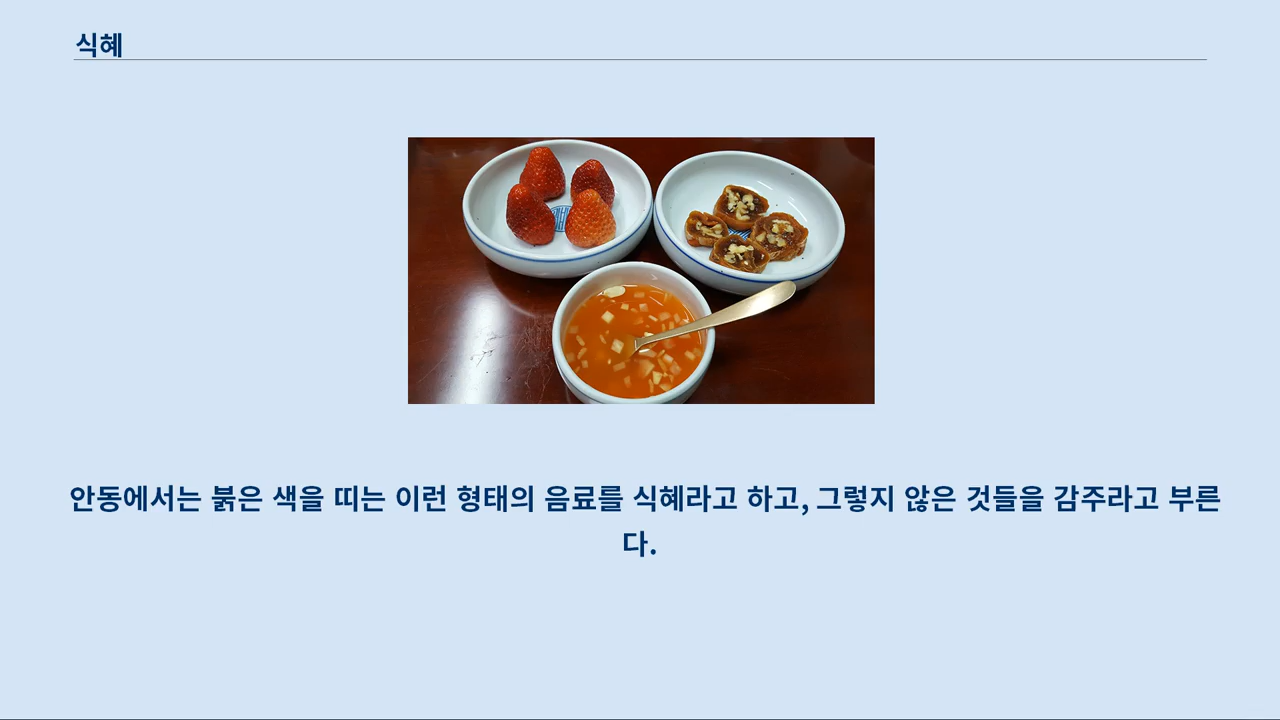 식혜
안동에서는 붉은 색을 띠는 이런 형태의 음료를 식혜라고 하고, 그렇지 않은 것들을 감주라고 부른
다.